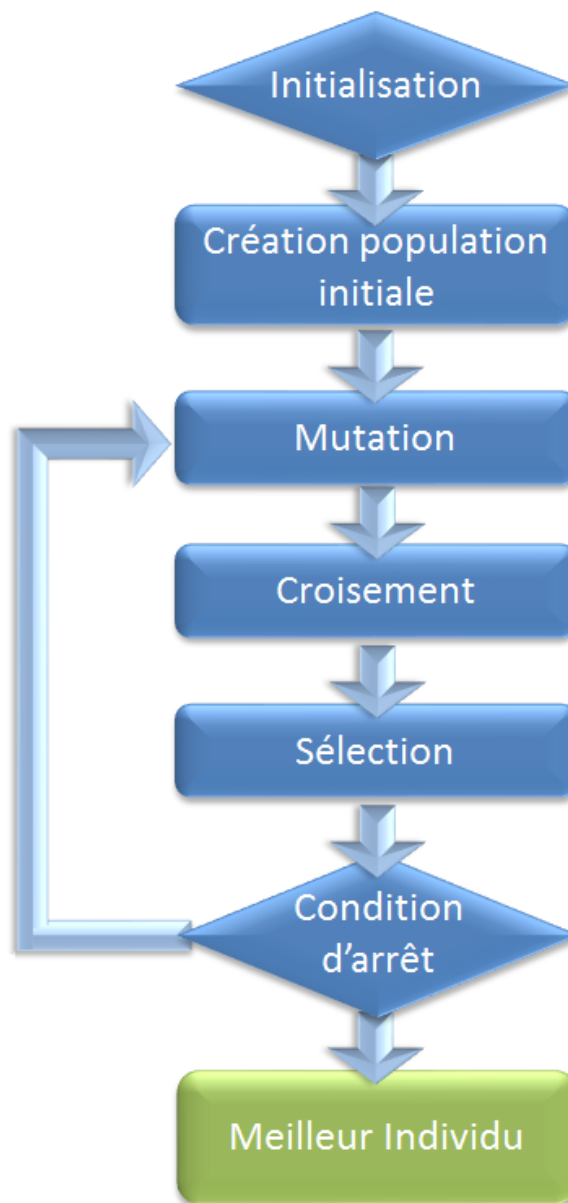 Initialisation
Création population
initiale
Mutation
Croisement
Sélection
Condition
d'arrêt
Meilleur Individu